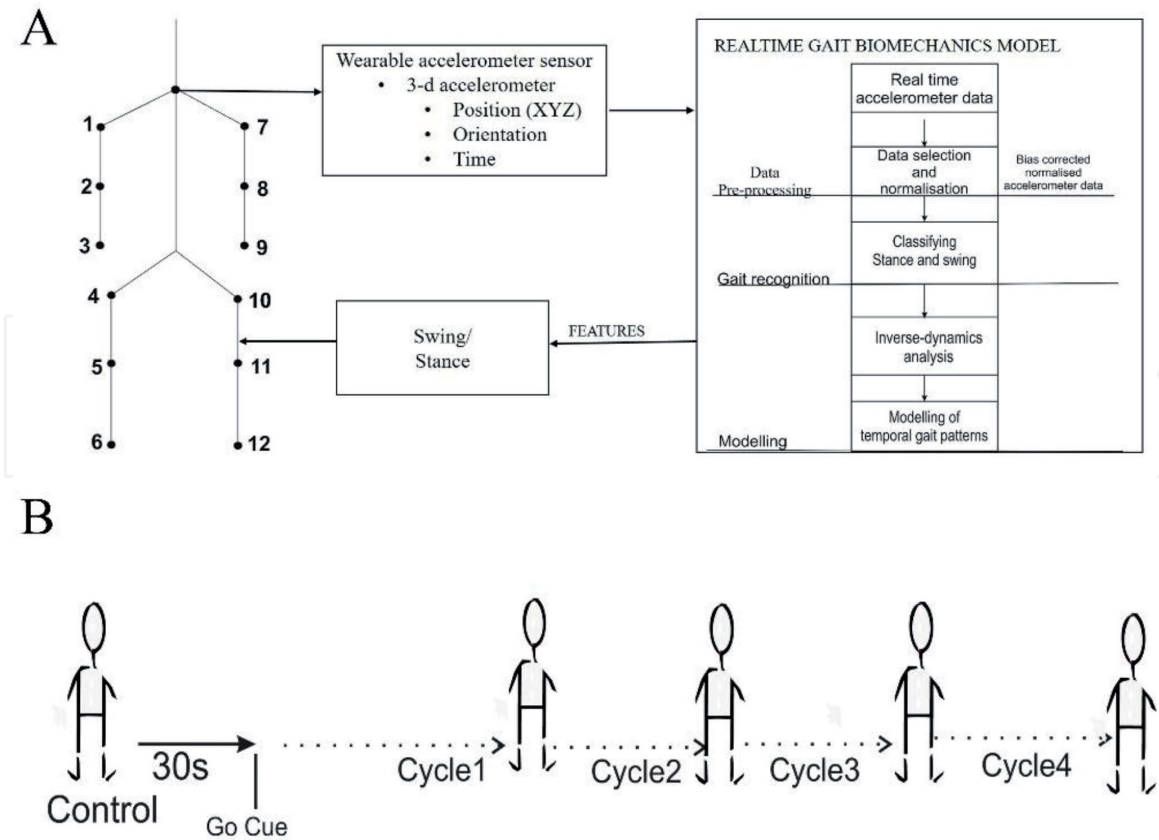 A
1
2
3
4
5
6
7
8
9
10
11
12
Wearable accelerometer sensor
• 3-d accelerometer
• Position (XYZ)
• Orientation
• Time
REALTIME GAIT BIOMECHANICS MODEL
Real time
accelerometer data
Data
Pre-processing
Data selection
and
normalisation
Bias corrected
normalised
accelerometer data
Classifying
Stance and swing
Gait recognition
Inverse-dynamics
analysis
Modelling of
temporal gait patterns
Modelling
FEATURES
Swing/
Stance
B
Control
30s
Go Cue
Cycle1
Cycle2
Cycle3
Cycle4